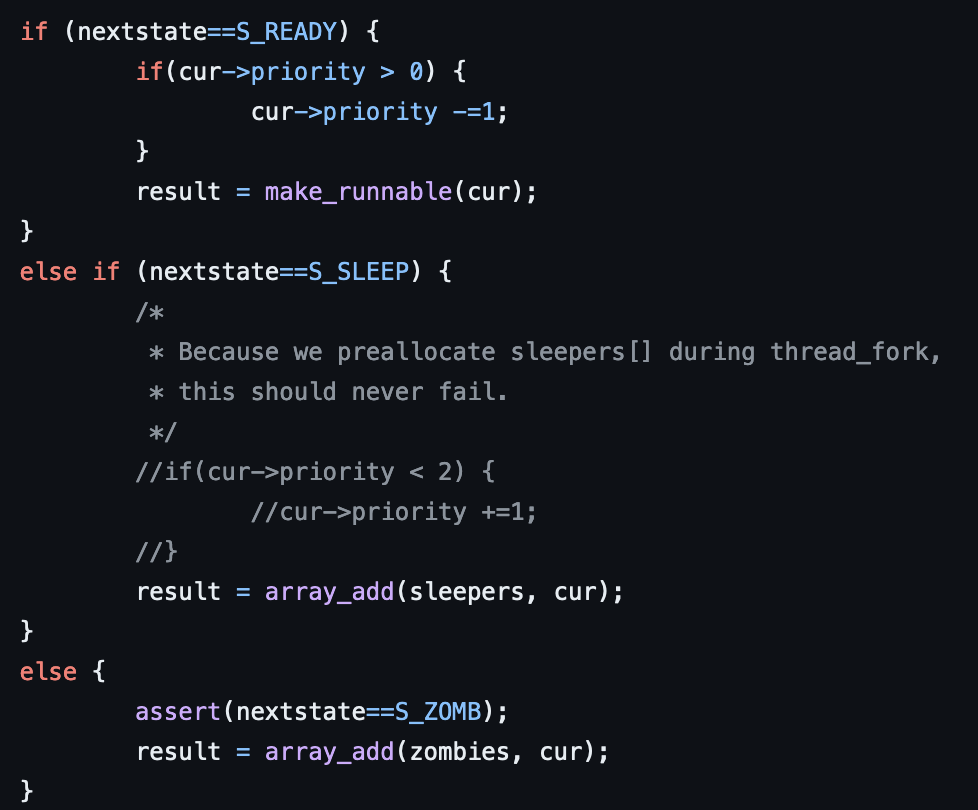 if (nextstate==S_READY) {
        if(cur->priority > 0) {
                cur->priority -=1;
        }
        result = make_runnable(cur);
}
else if (nextstate==S_SLEEP) {
        /*
         * Because we preallocate sleepers[] during thread_fork,
         * this should never fail.
         */
        //if(cur->priority < 2) {
                //cur->priority +=1;
        //}
        result = array_add(sleepers, cur);
}
else {
        assert(nextstate==S_ZOMB);
        result = array_add(zombies, cur);
}